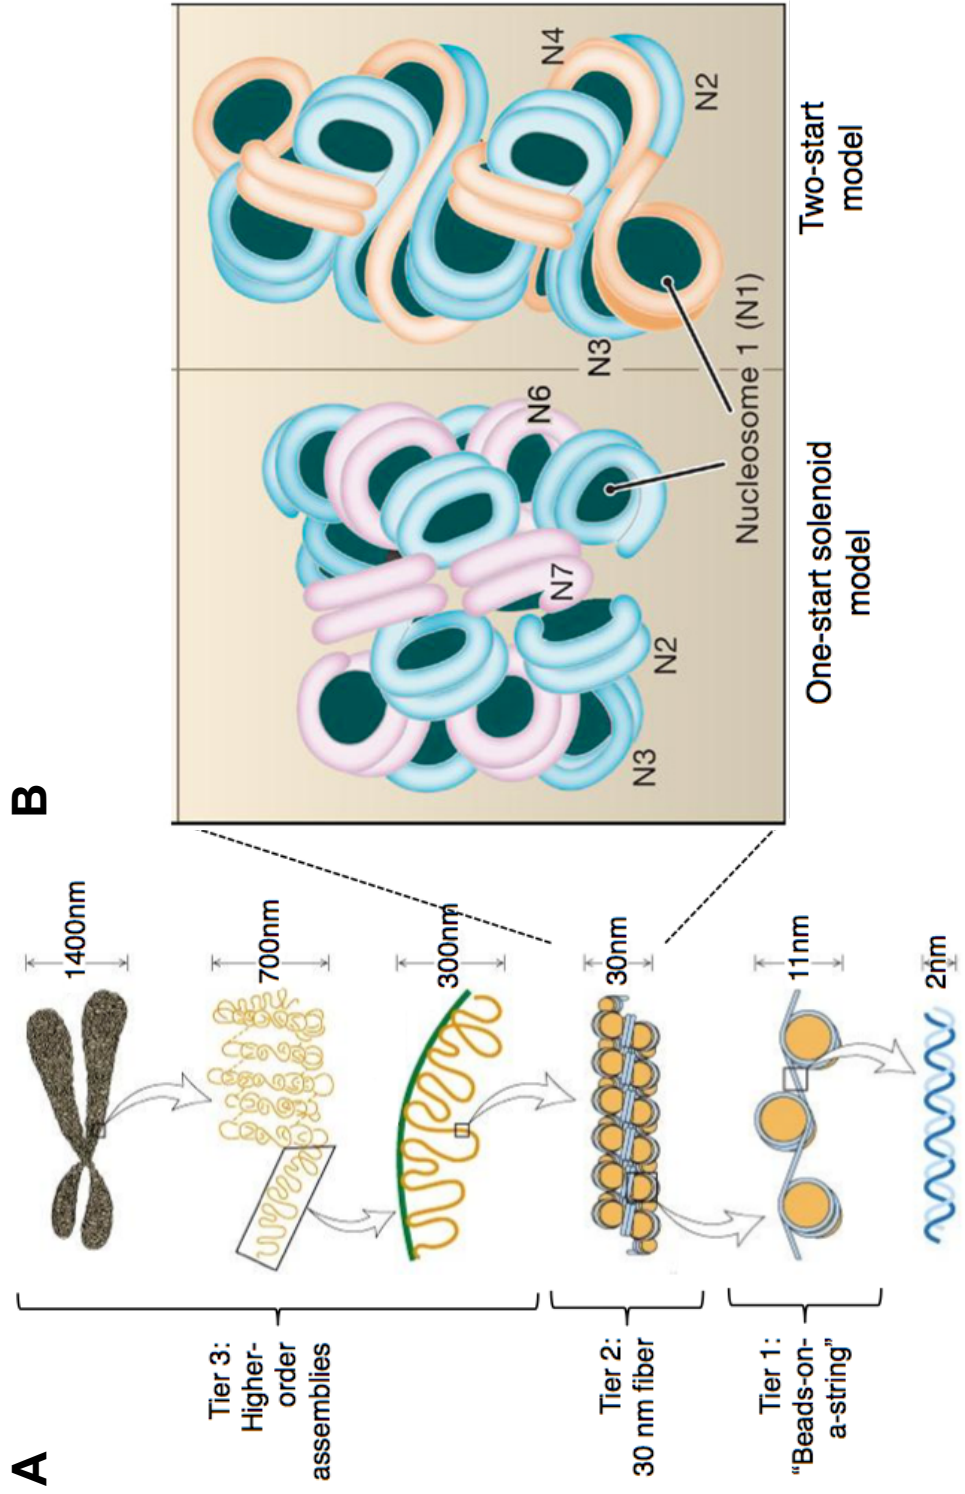 A
1400nm
700nm
300nm
30nm
11nm
2nm
Tier 3:
Higher-
order
assemblies
Tier 2:
30 nm fiber
Tier 1:
“Beads-on-
a-string”
B
N6
N7
N2
N3
N4
N2
N3
Nucleosome 1 (N1)
One-start solenoid
model
Two-start
model